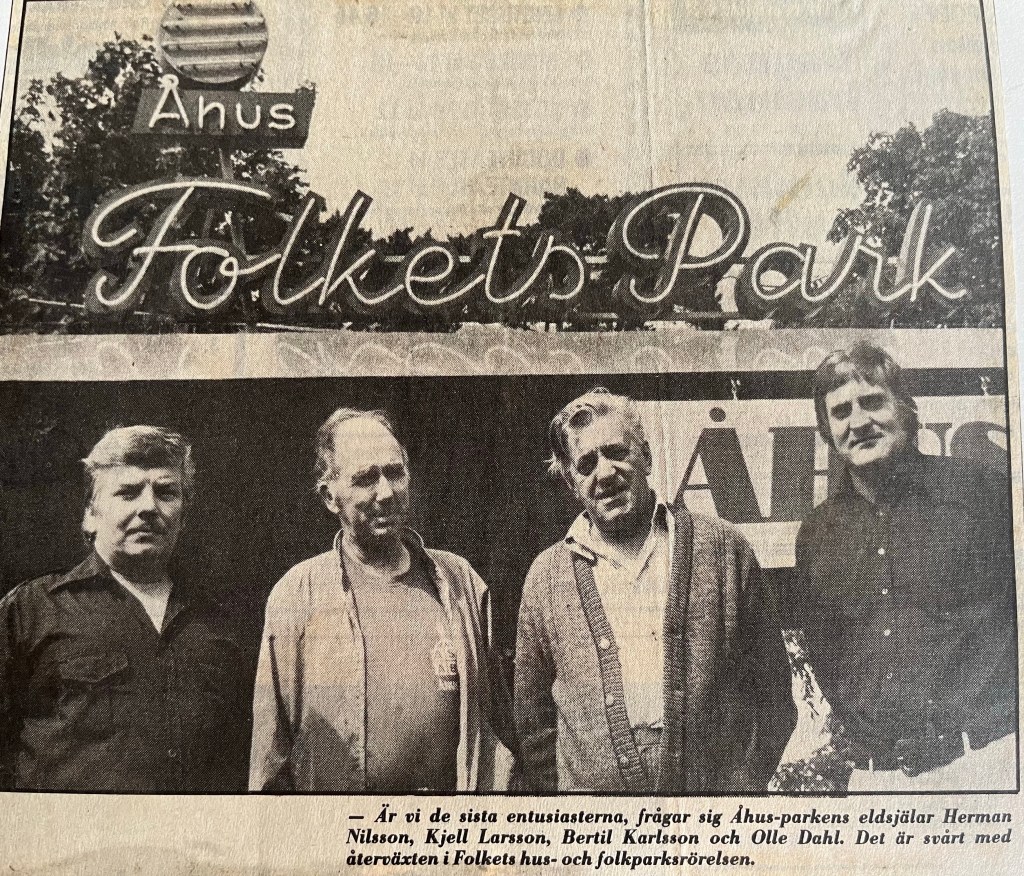 Åhus
Folkets Park
ÅHUS
— Är vi de sista entusiasterna, frågar sig Åhus-parkens eldsjälar Herman
Nilsson, Kjell Larsson, Bertil Karlsson och Olle Dahl. Det är svårt med
återväxten i Folkets hus- och folkparksrörelsen.